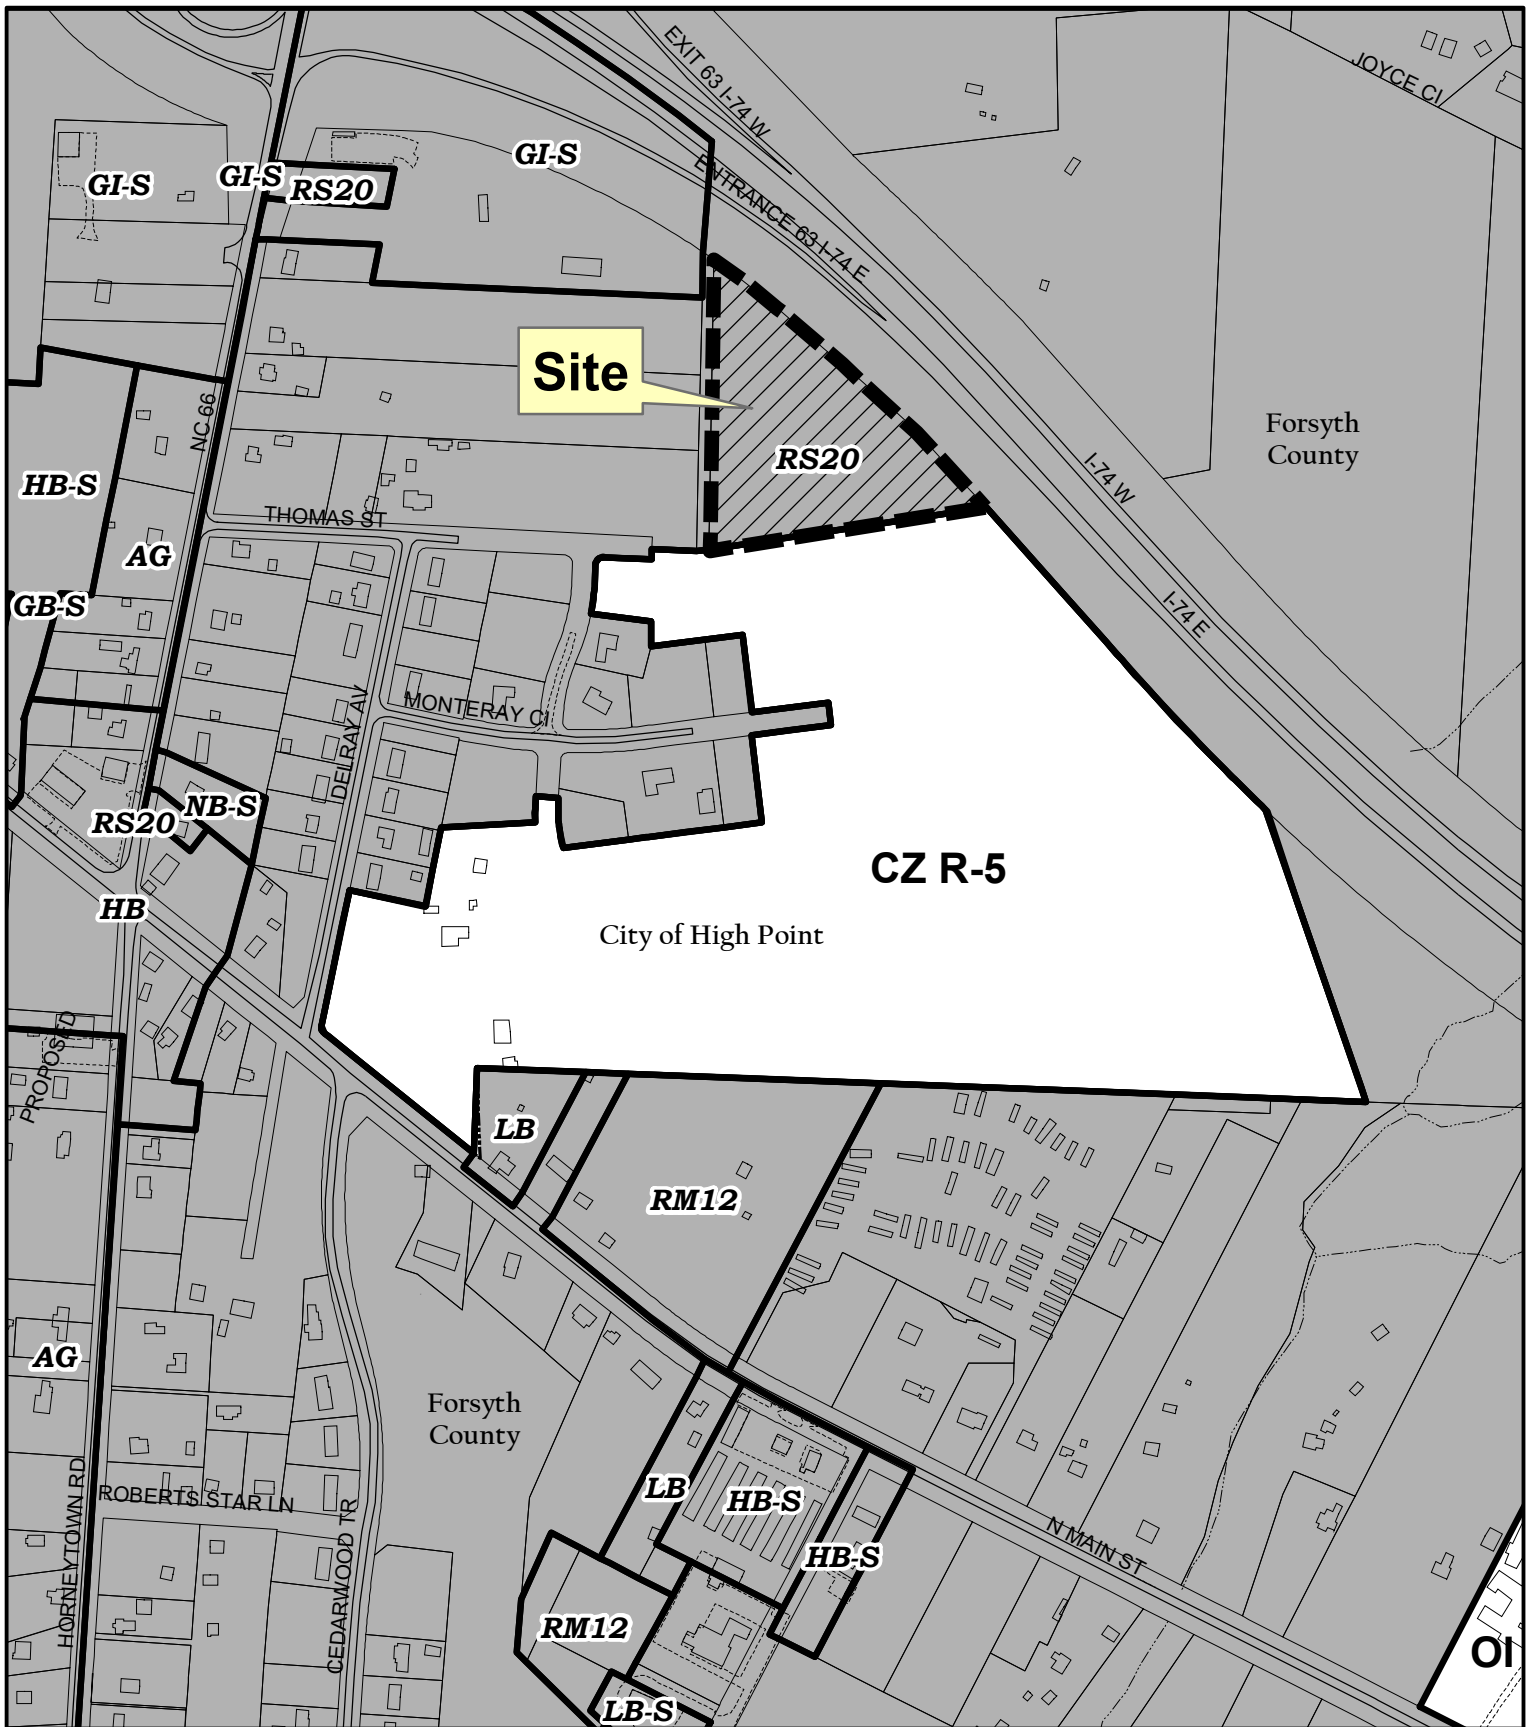 EXIT 63 I-74 W
JOYCE CI
GI-S
GI-S
GI-S
RS20
ENTRANCE 63 I-74 E
Site
NC 66
Forsyth
County
RS20
I-74 W
HB-S
THOMAS ST
AG
GB-S
I-74 E
MONTERAY CI
DELRAY AV
NB-S
RS20
CZ R-5
HB
City of High Point
PROPOSED
LB
RM12
AG
Forsyth
County
LB
HB-S
ROBERTS STAR LN
HORNEYTOWN RD
CEDARWOOD TR
N MAIN ST
HB-S
RM12
OI
LB-S